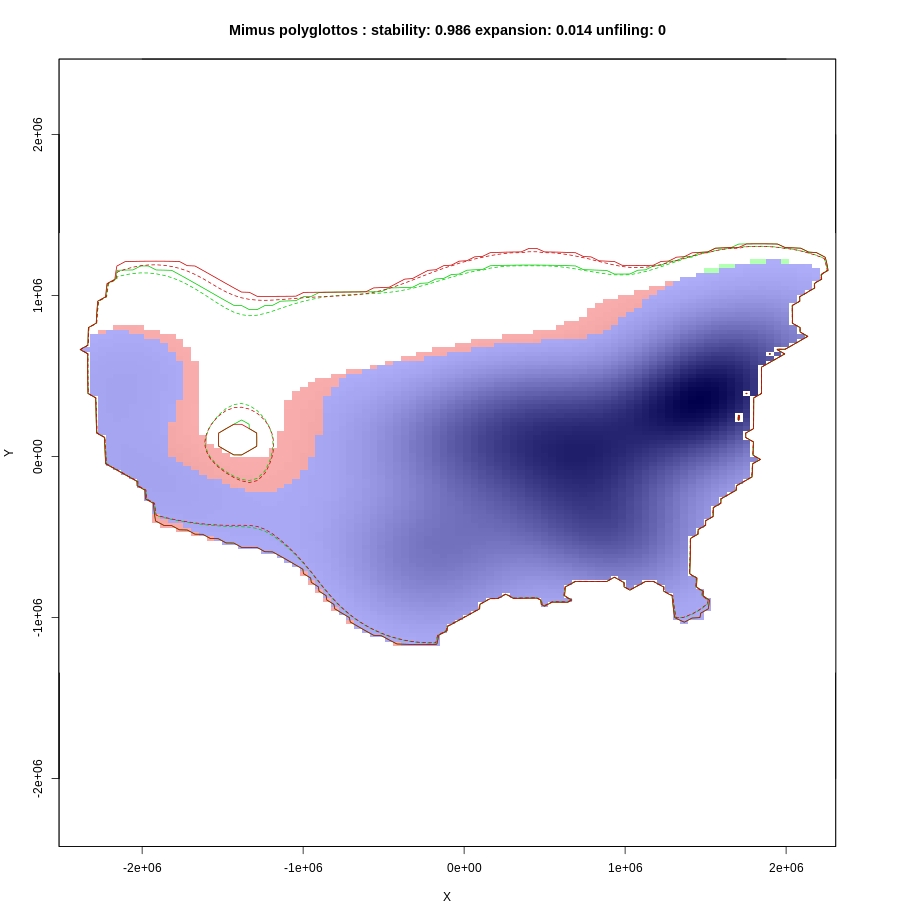 Mimus polyglottos : stability: 0.986 expansion: 0.014 unfiling: 0
2e+06
1e+06
0e+00
-1e+06
-2e+06
Y
-2e+06 -1e+06 0e+00 1e+06 2e+06
X